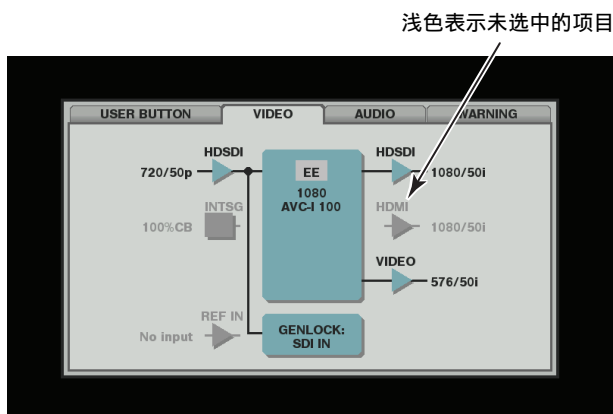 浅色表示未选中的项目
USER BUTTON VIDEO AUDIO WARNING
HDSDI HDSDI
720/50p EE 1080/50i
1080
INTSG AVC-I 100 HDMI
100%CB 1080/50i
VIDEO
576/50i
REF IN
No input GENLOCK:
SDI IN